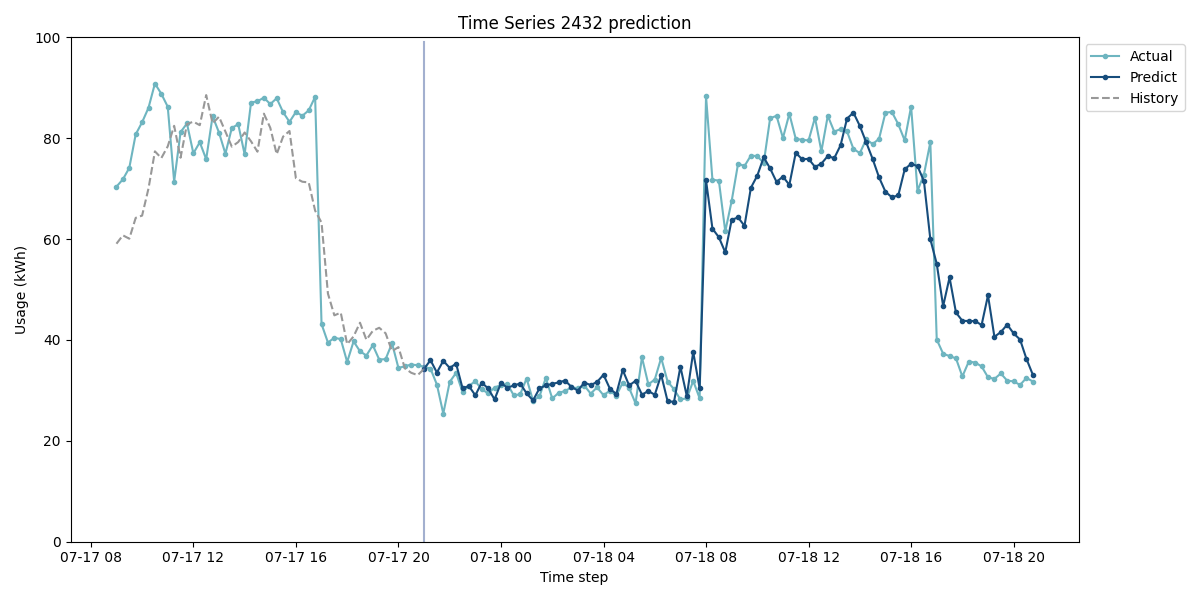 Time Series 2432 prediction
100
80
60
40
20
0
Usage (kWh)
07-17 08 07-17 12 07-17 16 07-17 20 07-18 00 07-18 04 07-18 08 07-18 12 07-18 16 07-18 20
Time step
Actual
Predict
History